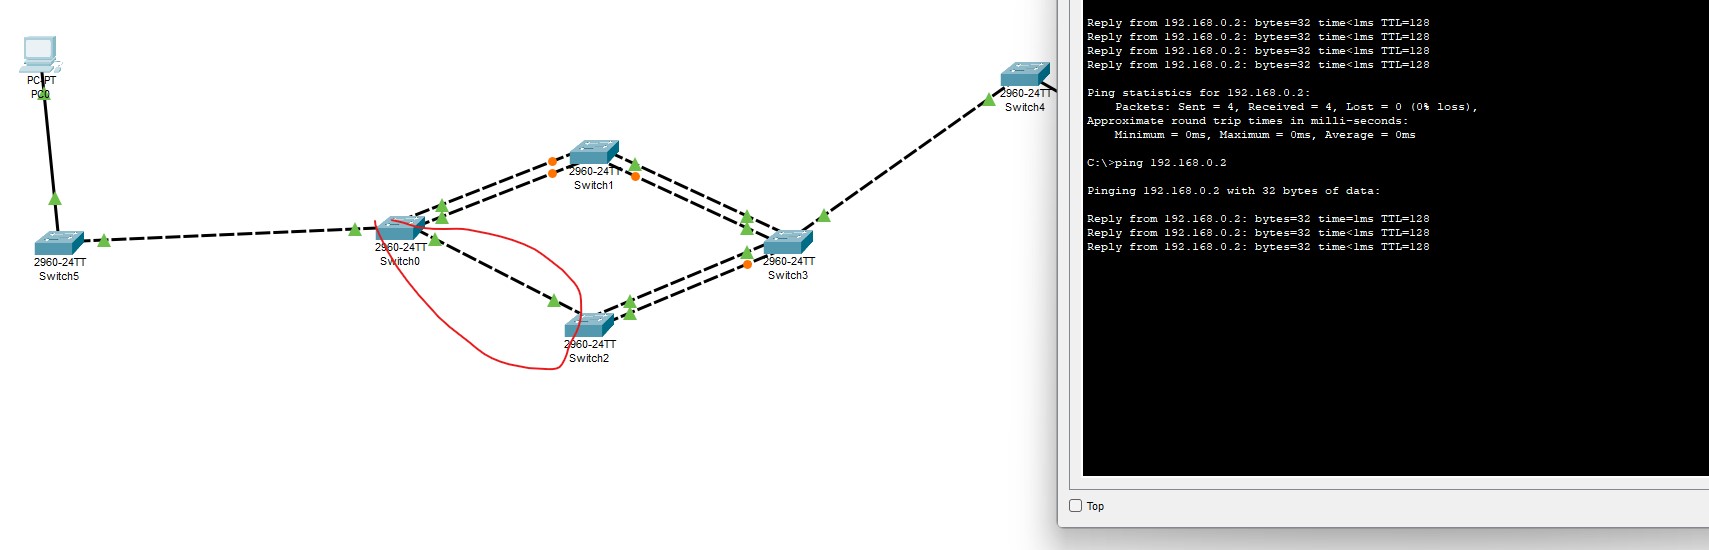 PC-PT
PC0
2960-24TT
Switch5
2960-24TT
Switch0
2960-24TT
Switch1
2960-24TT
Switch2
2960-24TT
Switch3
2960-24TT
Switch4
Reply from 192.168.0.2: bytes=32 time<1ms TTL=128
Reply from 192.168.0.2: bytes=32 time<1ms TTL=128
Reply from 192.168.0.2: bytes=32 time<1ms TTL=128
Reply from 192.168.0.2: bytes=32 time<1ms TTL=128
Ping statistics for 192.168.0.2:
Packets: Sent = 4, Received = 4, Lost = 0 (0% loss),
Approximate round trip times in milli-seconds:
Minimum = 0ms, Maximum = 0ms, Average = 0ms
C:\>ping 192.168.0.2
Pinging 192.168.0.2 with 32 bytes of data:
Reply from 192.168.0.2: bytes=32 time=1ms TTL=128
Reply from 192.168.0.2: bytes=32 time<1ms TTL=128
Reply from 192.168.0.2: bytes=32 time<1ms TTL=128
Top